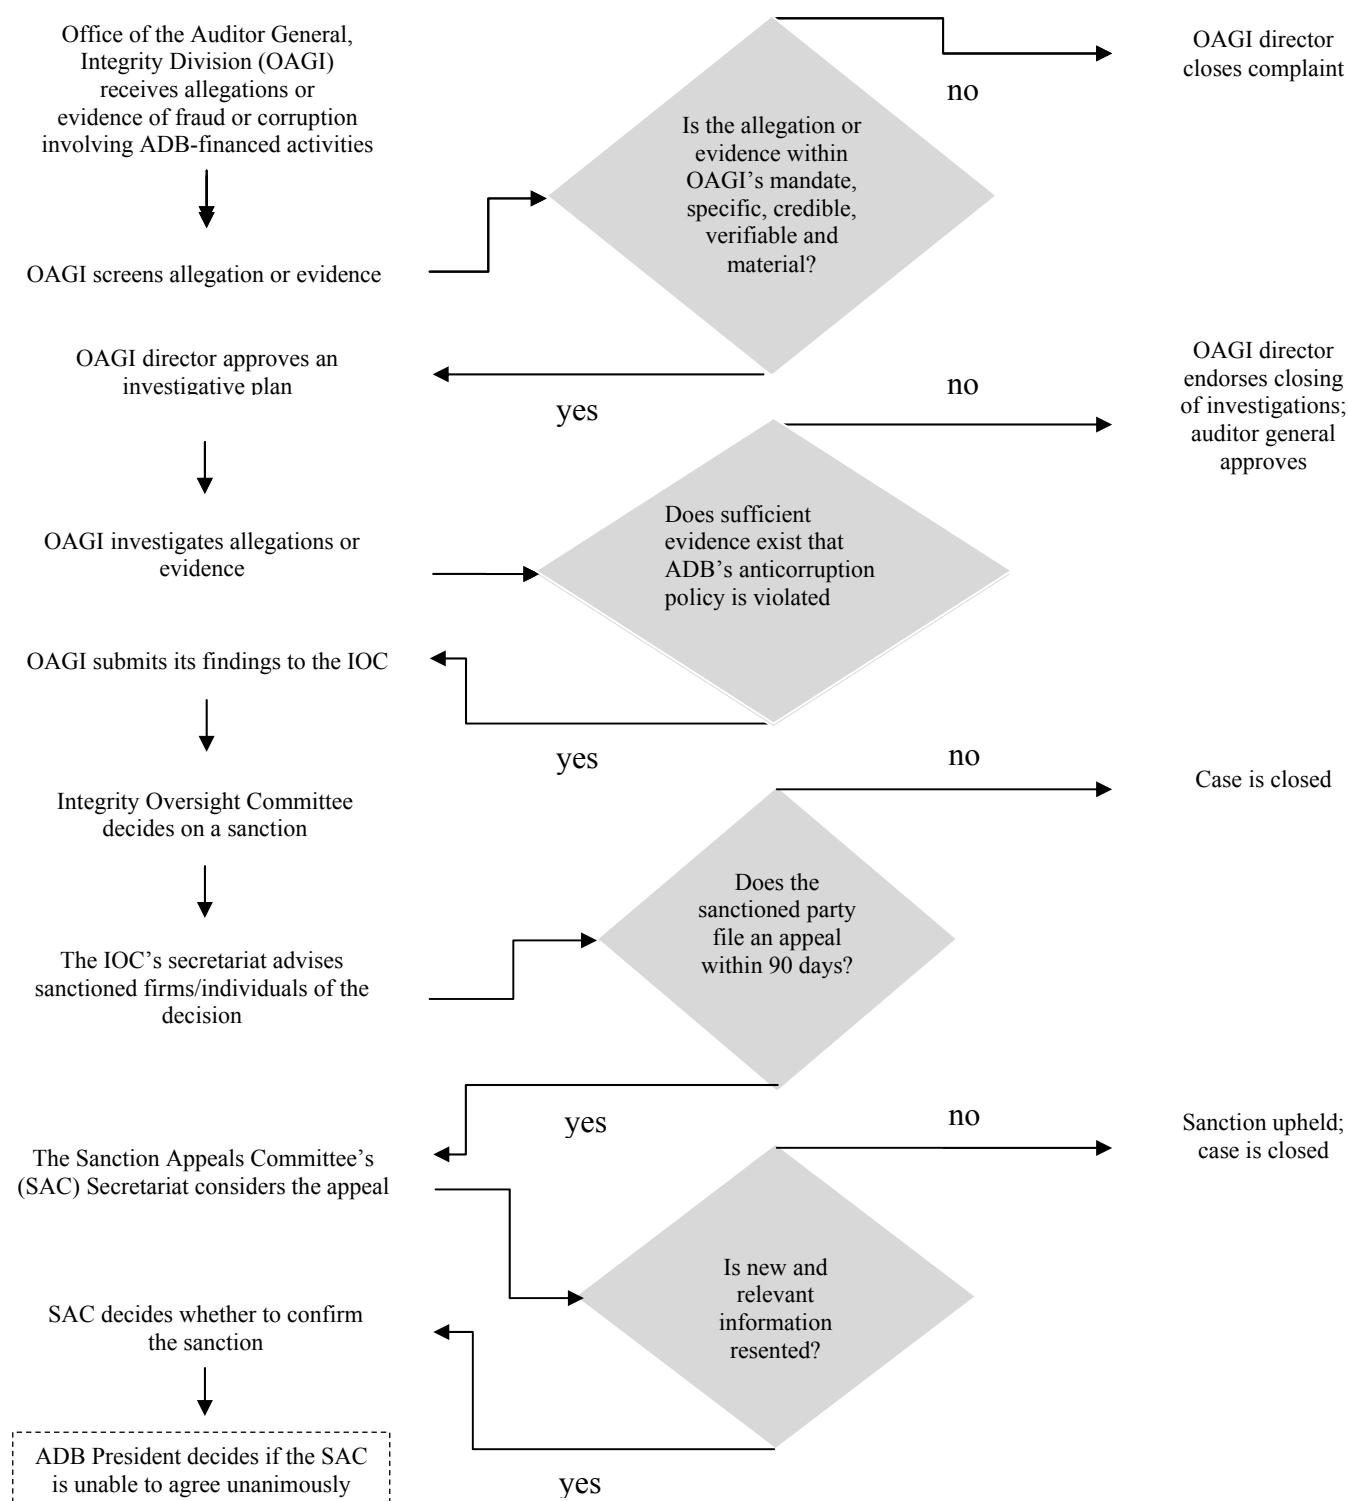 Office of the Auditor General,
Integrity Division (OAGI)
receives allegations or
evidence of fraud or corruption
involving ADB-financed activities
OAGI screens allegation or evidence
Is the allegation or
evidence within
OAGI’s mandate,
specific, credible,
verifiable and
material?
no
OAGI director
closes complaint
yes
OAGI director approves an
investigative plan
OAGI investigates allegations or
evidence
Does sufficient
evidence exist that
ADB’s anticorruption
policy is violated
no
OAGI director
endorses closing
of investigations;
auditor general
approves
yes
OAGI submits its findings to the IOC
Integrity Oversight Committee
decides on a sanction
The IOC’s secretariat advises
sanctioned firms/individuals of the
decision
Does the
sanctioned party
file an appeal
within 90 days?
no
Case is closed
yes
The Sanction Appeals Committee’s
(SAC) Secretariat considers the appeal
Is new and
relevant
information
resented?
no
Sanction upheld;
case is closed
yes
SAC decides whether to confirm
the sanction
ADB President decides if the SAC
is unable to agree unanimously